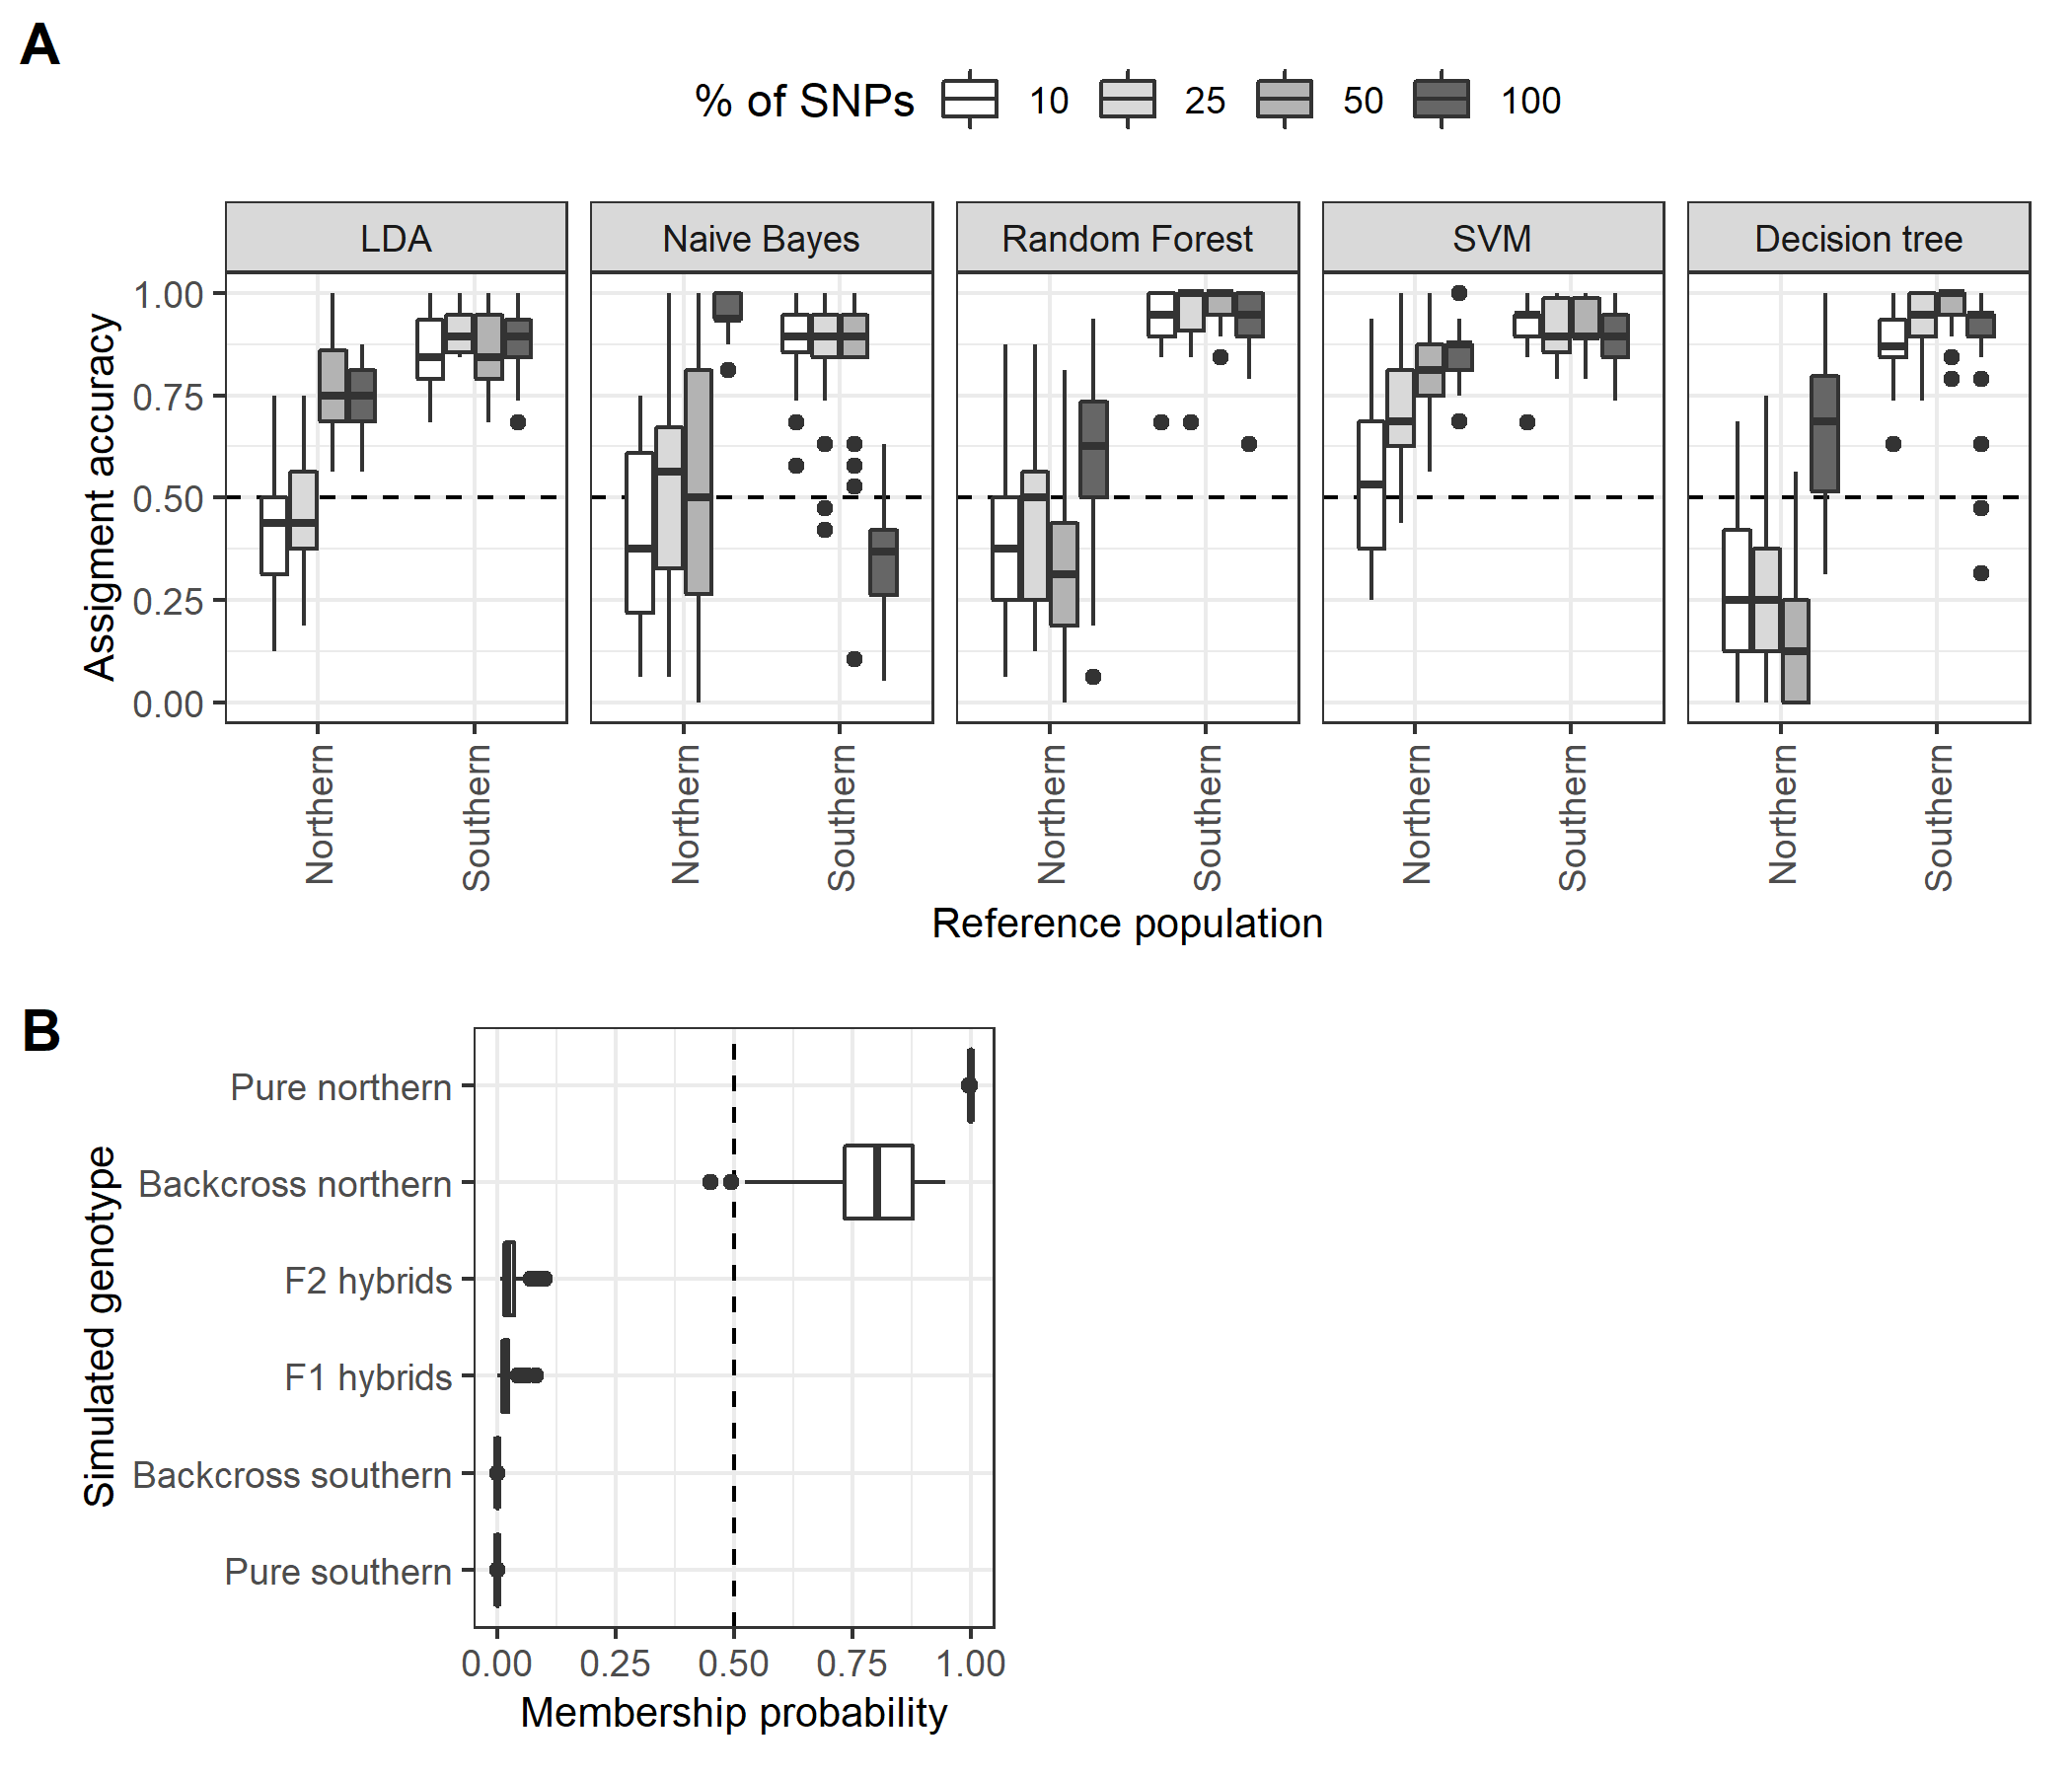 A
% of SNPs 10 25 50 100
LDA Naive Bayes Random Forest SVM Decision tree
Assigment accuracy
1.00
0.75
0.50
0.25
0.00
Northern Southern Northern Southern Northern Southern Northern Southern Northern Southern
Reference population
B
Simulated genotype
Pure northern
Backcross northern
F2 hybrids
F1 hybrids
Backcross southern
Pure southern
0.00 0.25 0.50 0.75 1.00
Membership probability